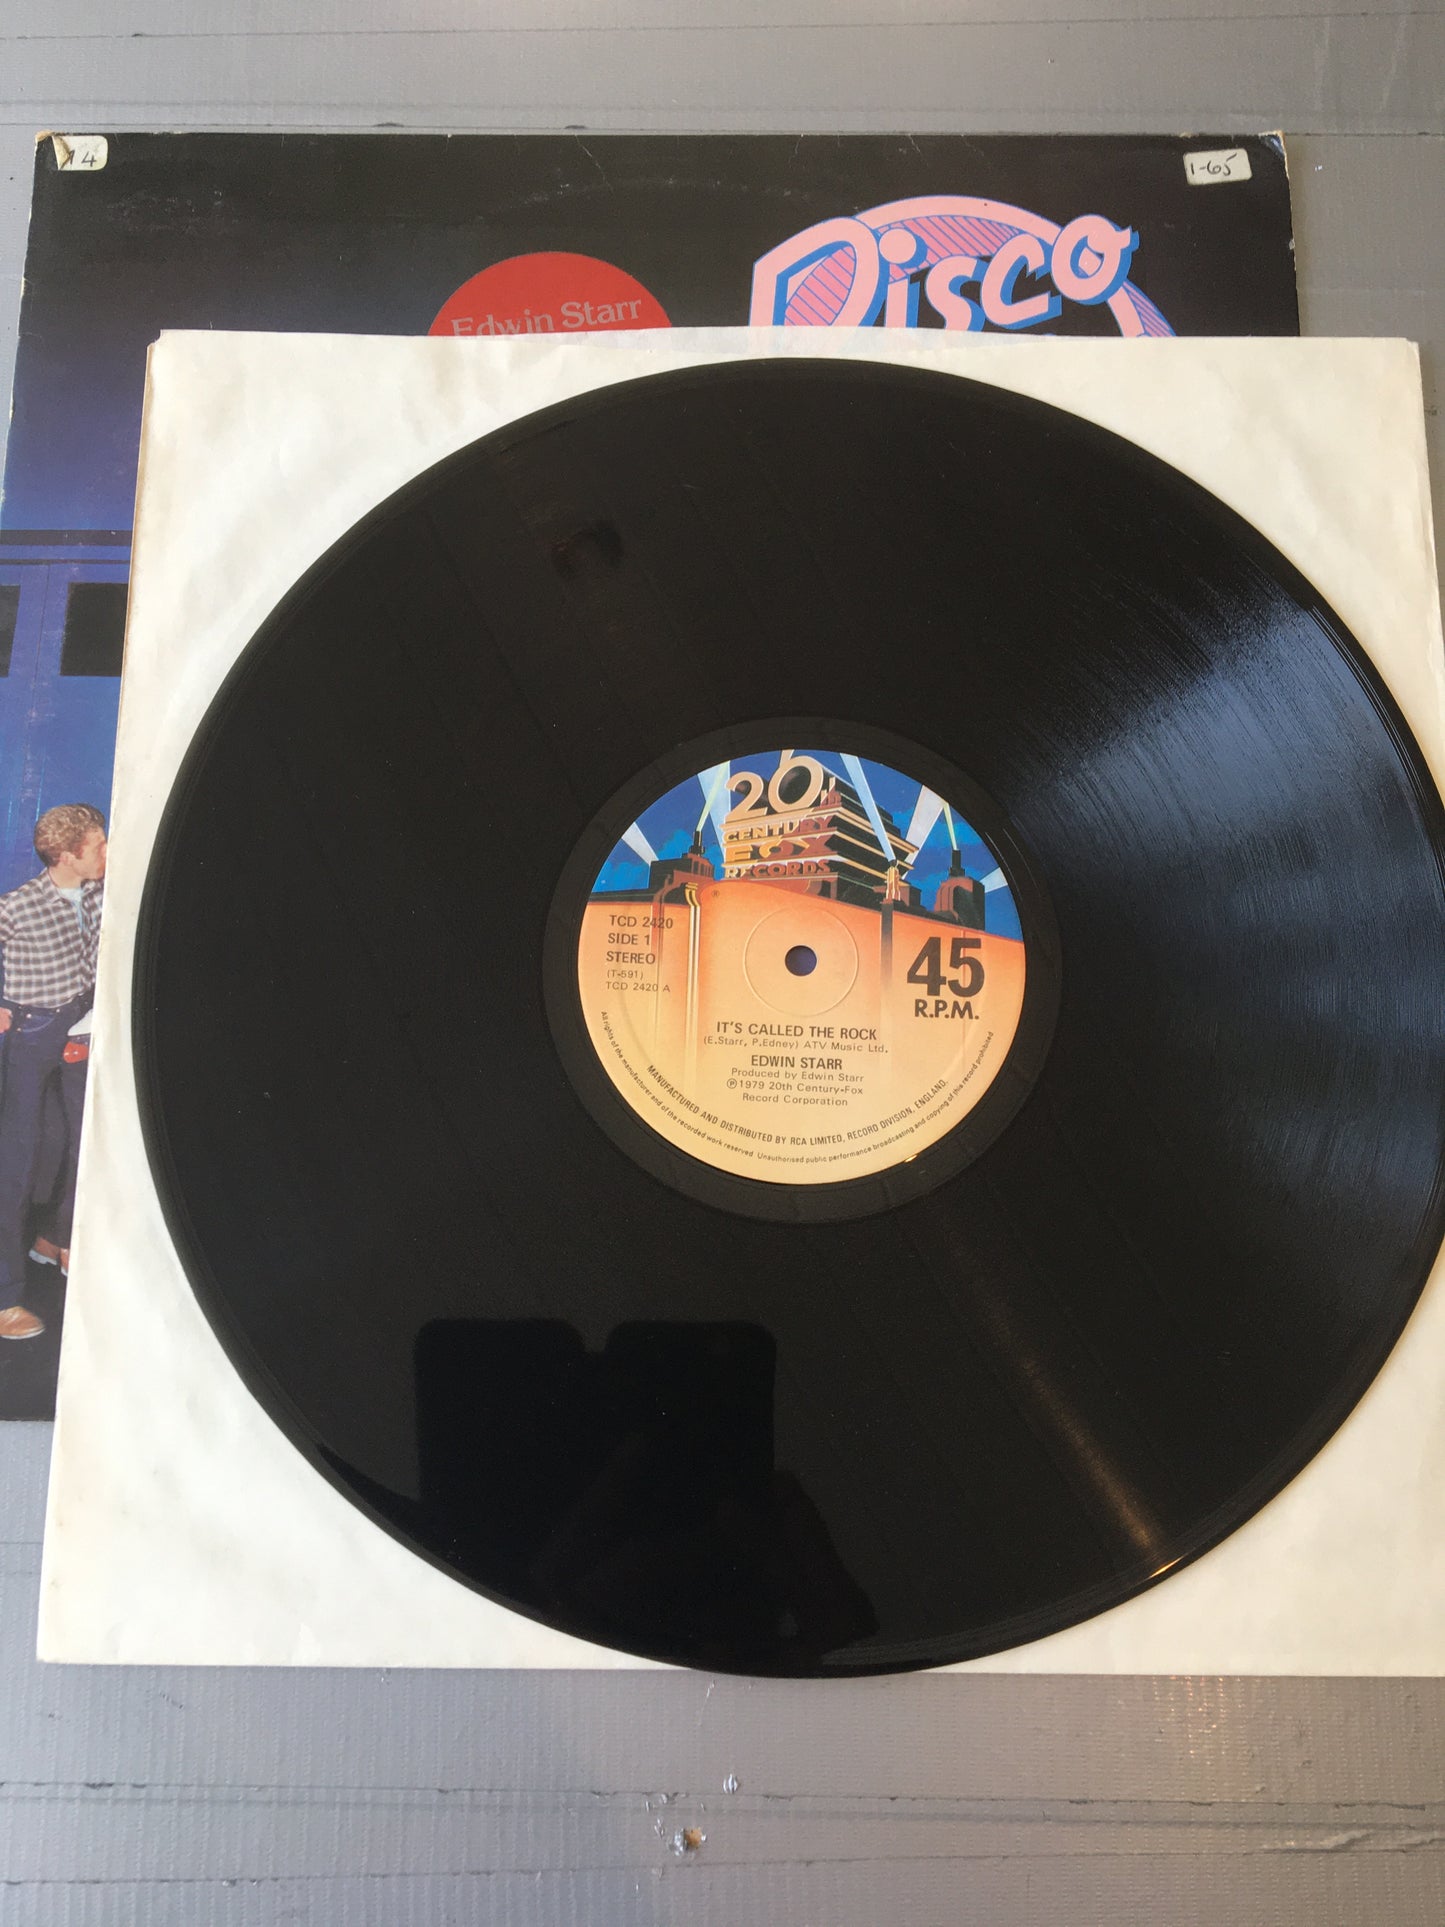 14
1-65
Edwin Starr
Disco
20th
CENTURY
FOX
RECORDS
®
TCD 2420
SIDE 1
STEREO
(T-591)
TCD 2420 A
45
R.P.M.
IT'S CALLED THE ROCK
(E.Starr, P.Edney) ATV Music Ltd.
EDWIN STARR
Produced by Edwin Starr
℗1979 20th Century-Fox
Record Corporation
MANUFACTURED AND DISTRIBUTED BY RCA LIMITED, RECORD DIVISION, ENGLAND.
All rights of the manufacturer and of the recorded work reserved Unauthorised public performance broadcasting and copying of this record prohibited